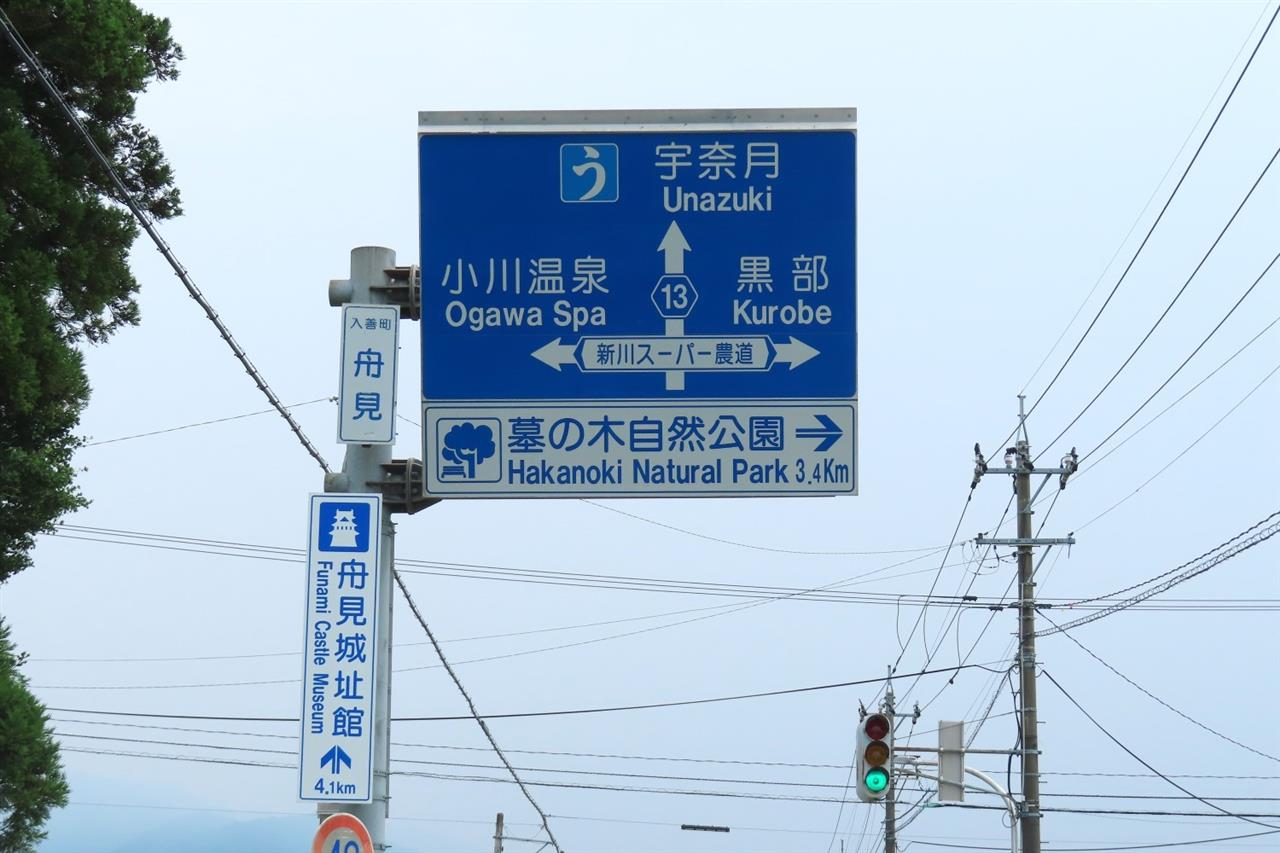 う
宇奈月
Unazuki
小川温泉
Ogawa Spa
13
黒部
Kurobe
新川スーパー農道
墓の木自然公園
Hakanoki Natural Park 3.4Km
入善町
舟見
舟見城址館
Funami Castle Museum
4.1km
40